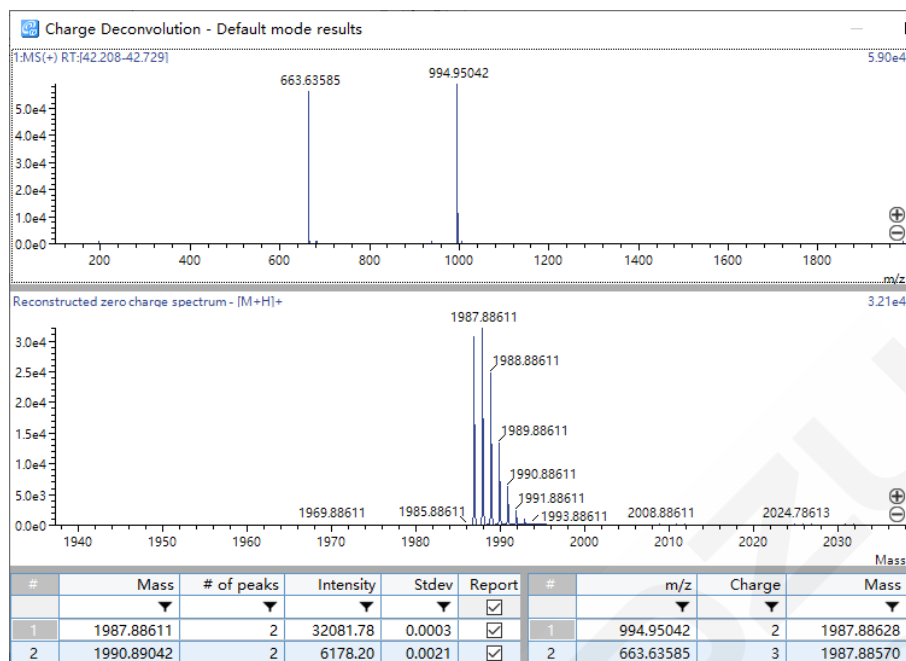 Charge Deconvolution - Default mode results
1:MS(+) RT:[42.208-42.729] 5.90e4
994.95042
663.63585
5.0e4
4.0e4
3.0e4
2.0e4
1.0e4
0.0e0
200 400 600 800 1000 1200 1400 1600 1800
m/z
Reconstructed zero charge spectrum - [M+H]+ 3.21e4
1987.88611
3.0e4
1988.88611
2.5e4
2.0e4
1.5e4
1989.88611
1.0e4
1990.88611
5.0e3
1991.88611
1969.88611 1985.88611 1993.88611 2008.88611 2024.78613
0.0e0
1940 1950 1960 1970 1980 1990 2000 2010 2020 2030
Mass
# Mass # of peaks Intensity Stdev Report # m/z Charge Mass
1 1987.88611 2 32081.78 0.0003 1 994.95042 2 1987.88628
2 1990.89042 2 6178.20 0.0021 2 663.63585 3 1987.88570